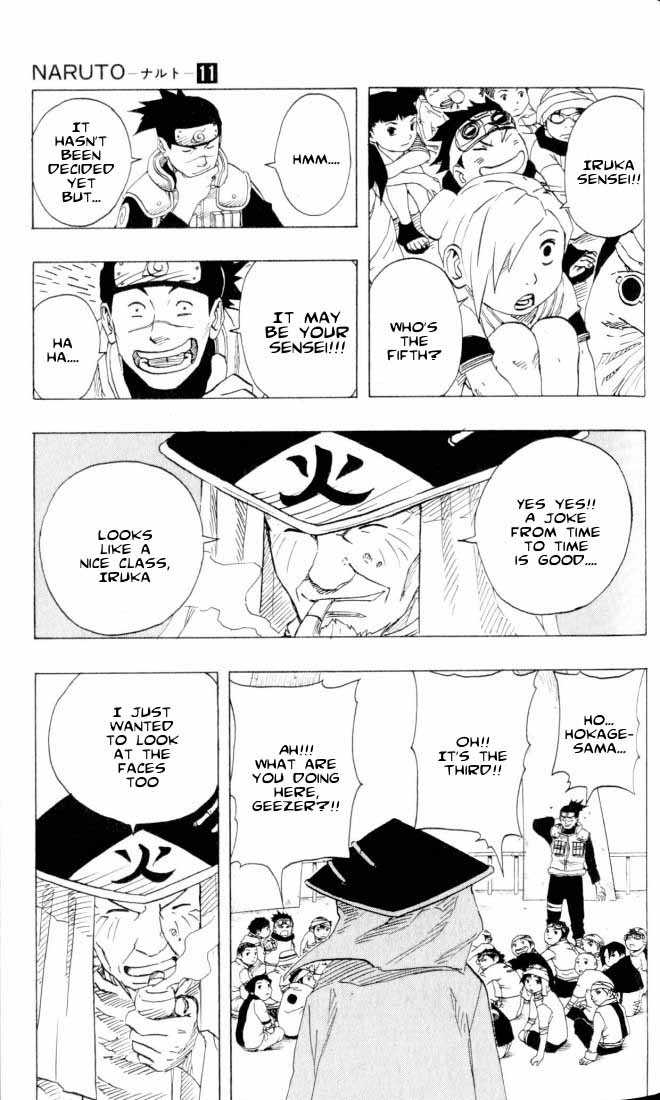 NARUTO—ナルト—11
IRUKA
SENSEI!!
WHO'S
THE
FIFTH?
HMM....
IT
HASN'T
BEEN
DECIDED
YET
BUT...
IT MAY
BE YOUR
SENSEI!!!
HA
HA....
YES YES!!
A JOKE
FROM TIME
TO TIME
IS GOOD....
火
LOOKS
LIKE A
NICE CLASS,
IRUKA
HO...
HOKAGE-
SAMA...
OH!!
IT'S THE
THIRD!!
AH!!!
WHAT ARE
YOU DOING
HERE,
GEEZER?!!
I JUST
WANTED
TO LOOK
AT THE
FACES
TOO
火